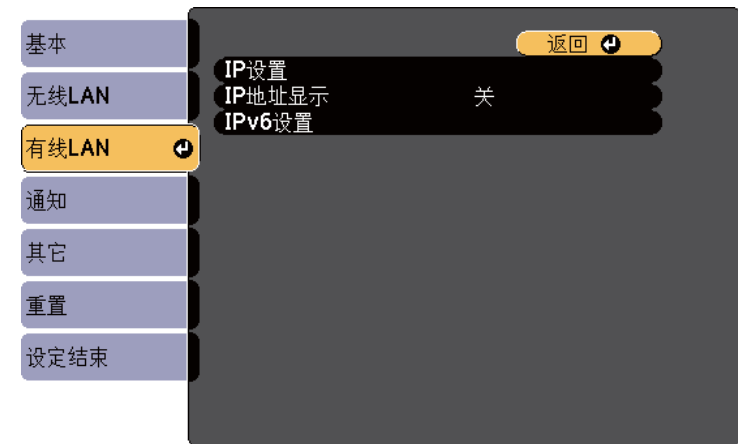 基本
无线LAN
有线LAN
通知
其它
重置
设定结束
返回
IP设置
IP地址显示 关
IPv6设置